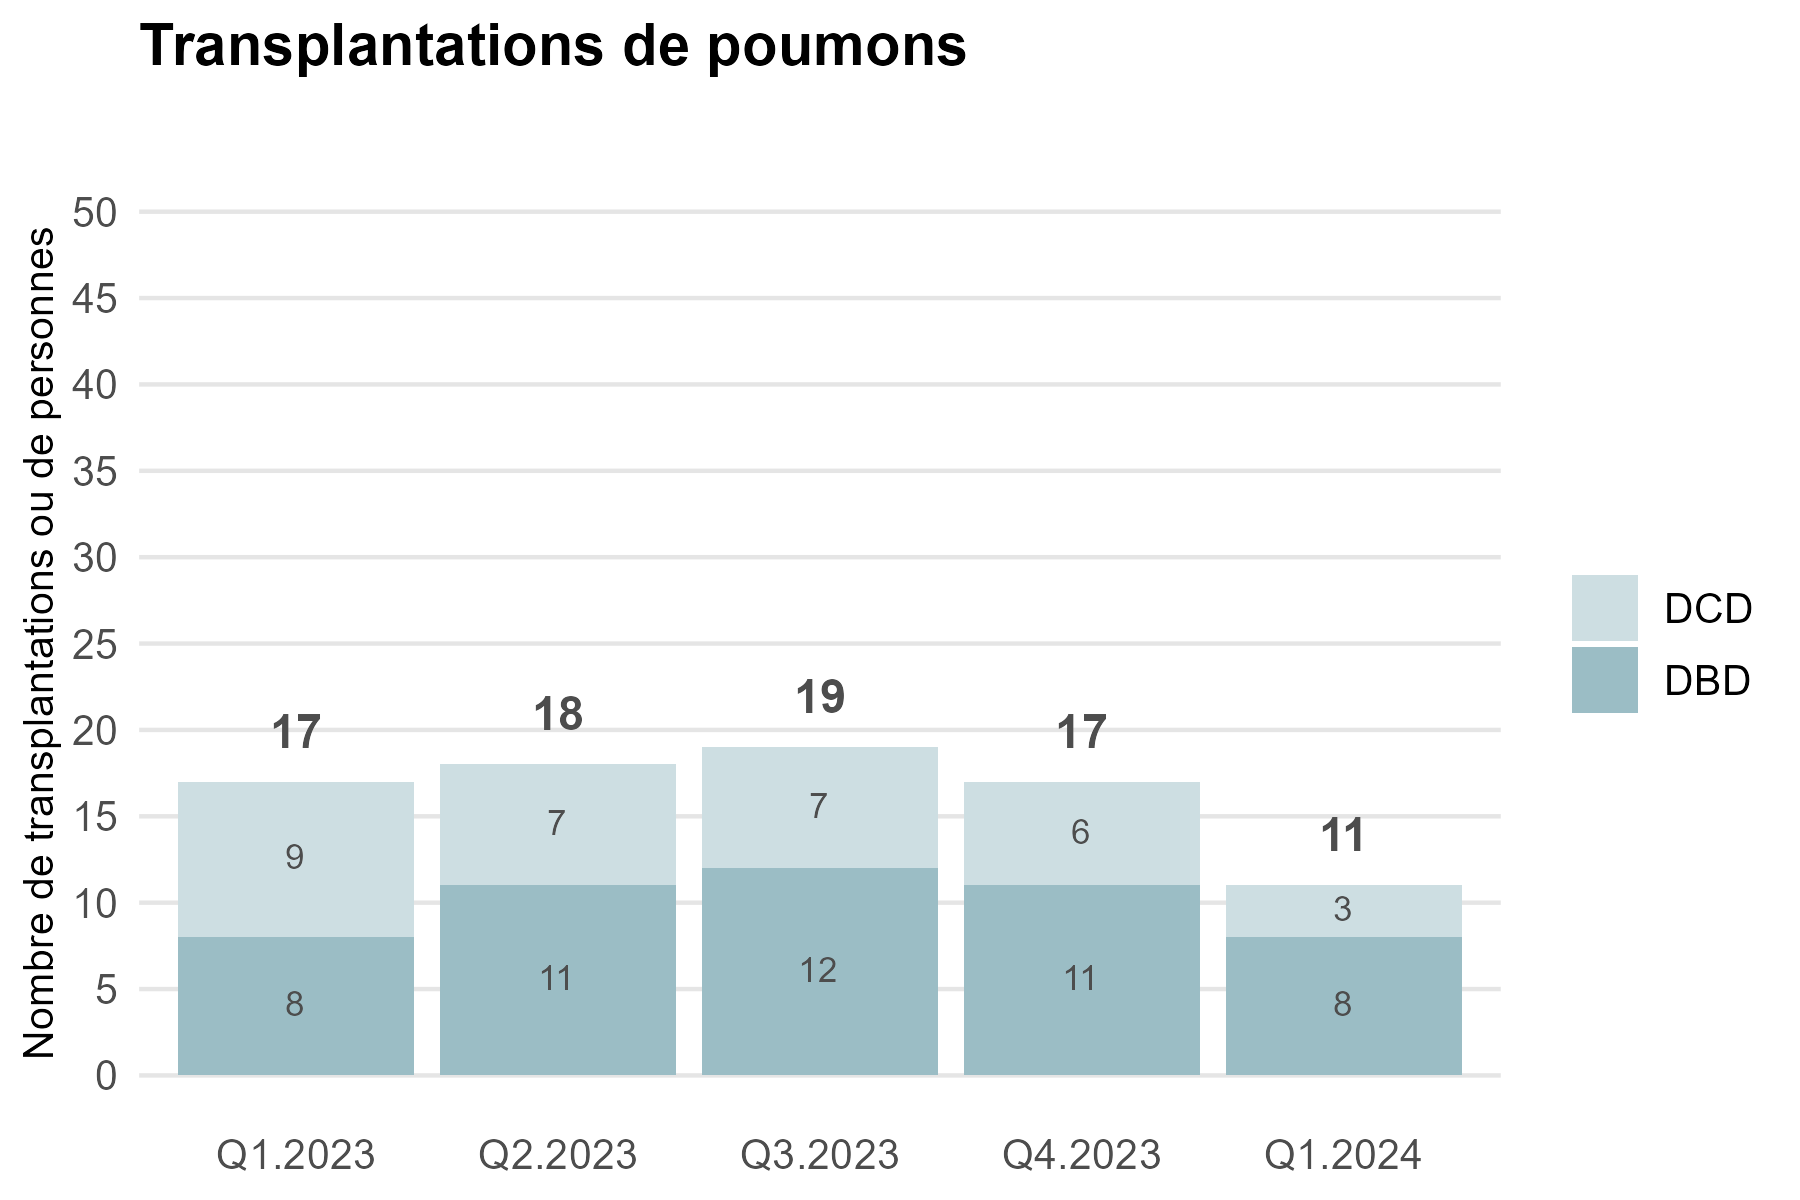 Transplantations de poumons
Nombre de transplantations ou de personnes
50
45
40
35
30
25
20
15
10
5
0
17
18
19
17
11
9
7
7
6
3
8
11
12
11
8
Q1.2023
Q2.2023
Q3.2023
Q4.2023
Q1.2024
DCD
DBD